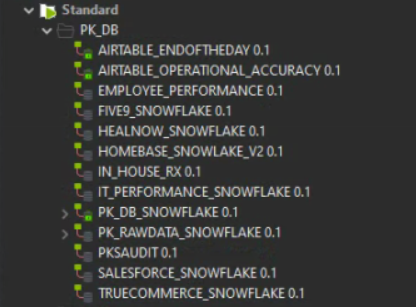 Standard
PK_DB
AIRTABLE_ENDOFTHEDAY 0.1
AIRTABLE_OPERATIONAL_ACCURACY 0.1
EMPLOYEE_PERFORMANCE 0.1
FIVE9_SNOWFLAKE 0.1
HEALNOW_SNOWFLAKE 0.1
HOMEBASE_SNOWLAKE_V2 0.1
IN_HOUSE_RX 0.1
IT_PERFORMANCE_SNOWFLAKE 0.1
PK_DB_SNOWFLAKE 0.1
PK_RAWDATA_SNOWFLAKE 0.1
PKSAUDIT 0.1
SALESFORCE_SNOWFLAKE 0.1
TRUECOMMERCE_SNOWFLAKE 0.1